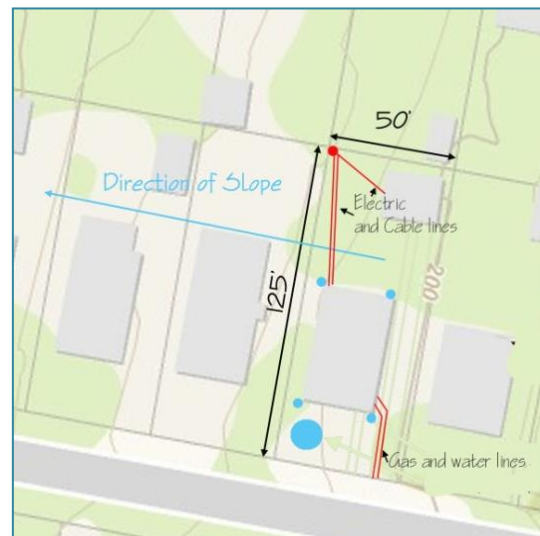 50'
Direction of Slope
Electric
and Cable lines
125'
200
Gas and water lines